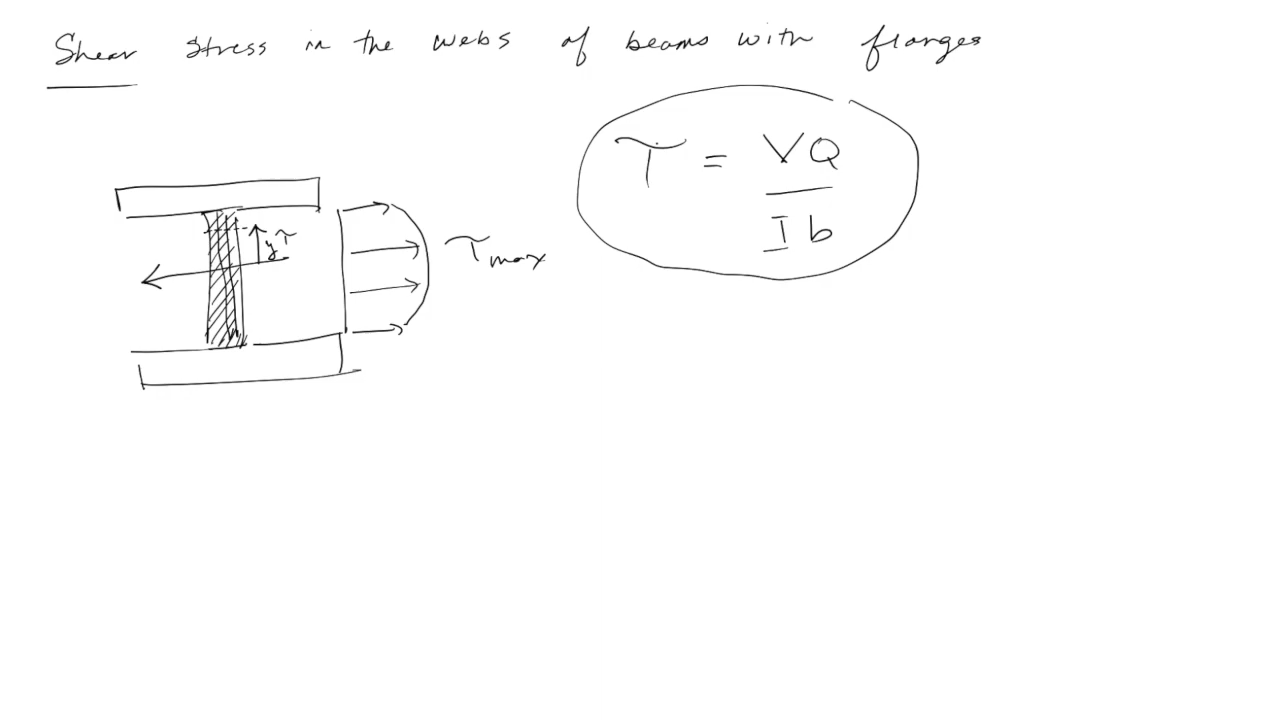 Shear stress in the webs of beams with flanges
τ = VQ / Ib
y τ
τmax